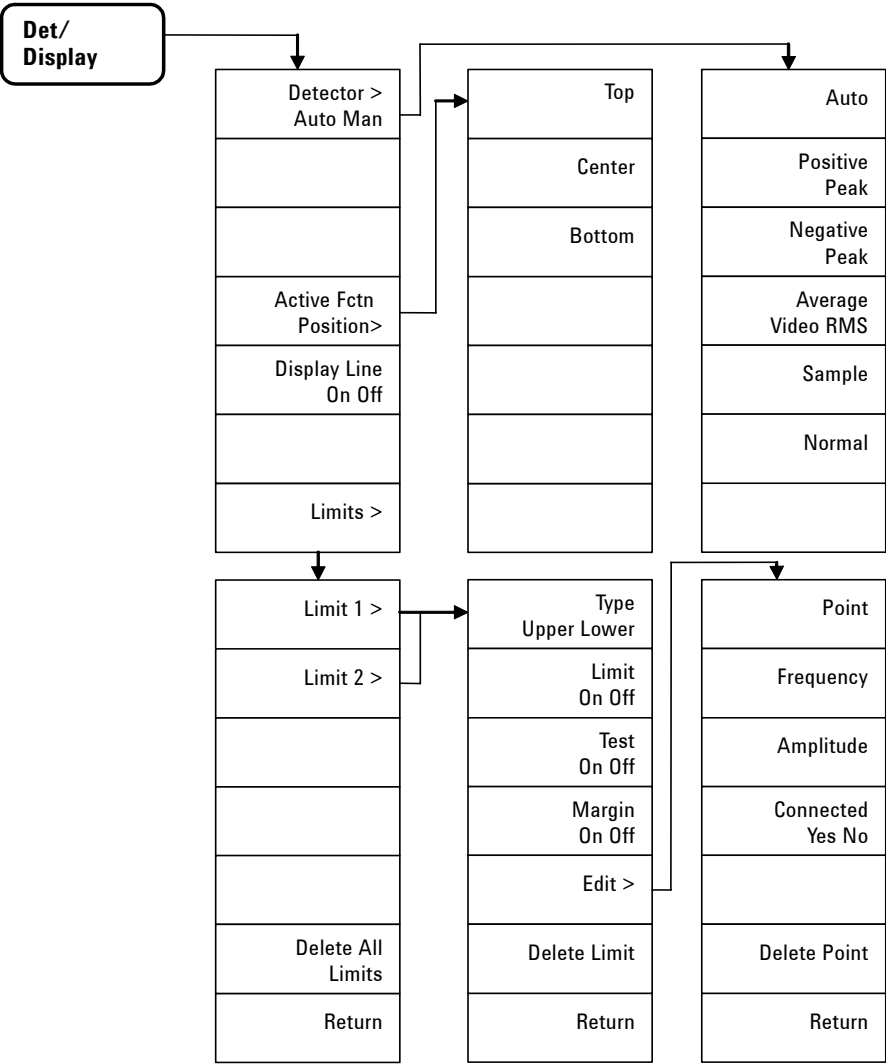 Det/
Display
Detector >
Auto Man
Active Fctn
Position>
Display Line
On Off
Limits >
Top
Center
Bottom
Auto
Positive
Peak
Negative
Peak
Average
Video RMS
Sample
Normal
Limit 1 >
Limit 2 >
Delete All
Limits
Return
Type
Upper Lower
Limit
On Off
Test
On Off
Margin
On Off
Edit >
Delete Limit
Return
Point
Frequency
Amplitude
Connected
Yes No
Delete Point
Return